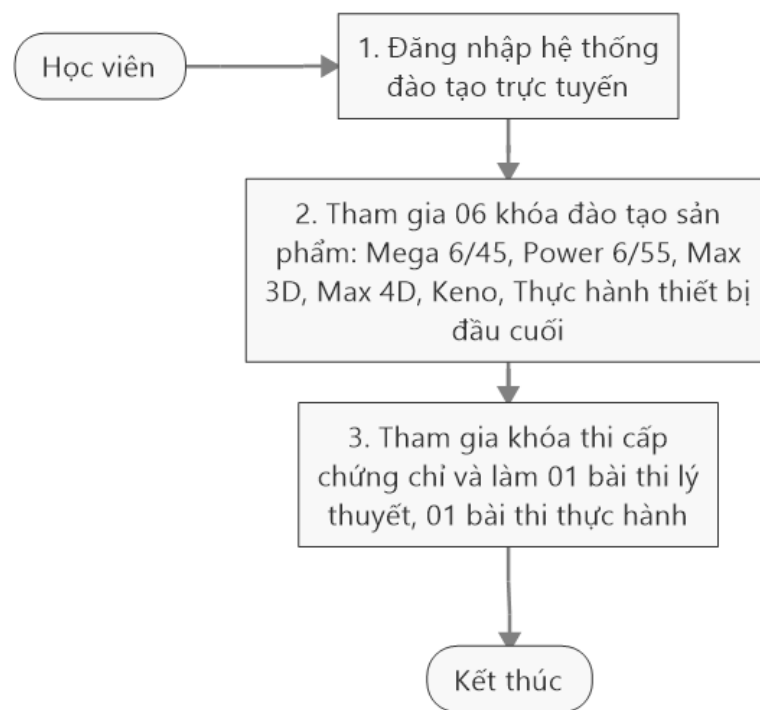 Học viên
1. Đăng nhập hệ thống
đào tạo trực tuyến
2. Tham gia 06 khóa đào tạo sản
phẩm: Mega 6/45, Power 6/55, Max
3D, Max 4D, Keno, Thực hành thiết bị
đầu cuối
3. Tham gia khóa thi cấp
chứng chỉ và làm 01 bài thi lý
thuyết, 01 bài thi thực hành
Kết thúc